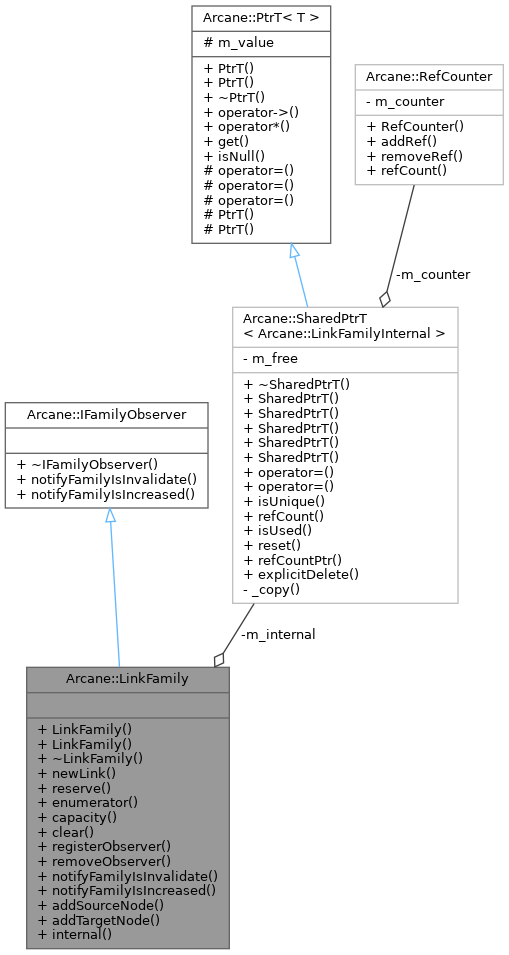 Arcane::PtrT< T >
# m_value
+ PtrT()
+ PtrT()
+ ~PtrT()
+ operator->()
+ operator*()
+ get()
+ isNull()
# operator=()
# operator=()
# operator=()
# PtrT()
# PtrT()
Arcane::RefCounter
- m_counter
+ RefCounter()
+ addRef()
+ removeRef()
+ refCount()
-m_counter
Arcane::SharedPtrT
< Arcane::LinkFamilyInternal >
- m_free
+ ~SharedPtrT()
+ SharedPtrT()
+ SharedPtrT()
+ SharedPtrT()
+ SharedPtrT()
+ SharedPtrT()
+ operator=()
+ operator=()
+ isUnique()
+ refCount()
+ isUsed()
+ reset()
+ refCountPtr()
+ explicitDelete()
- _copy()
Arcane::IFamilyObserver
+ ~IFamilyObserver()
+ notifyFamilyIsInvalidate()
+ notifyFamilyIsIncreased()
-m_internal
Arcane::LinkFamily
+ LinkFamily()
+ LinkFamily()
+ ~LinkFamily()
+ newLink()
+ reserve()
+ enumerator()
+ capacity()
+ clear()
+ registerObserver()
+ removeObserver()
+ notifyFamilyIsInvalidate()
+ notifyFamilyIsIncreased()
+ addSourceNode()
+ addTargetNode()
+ internal()